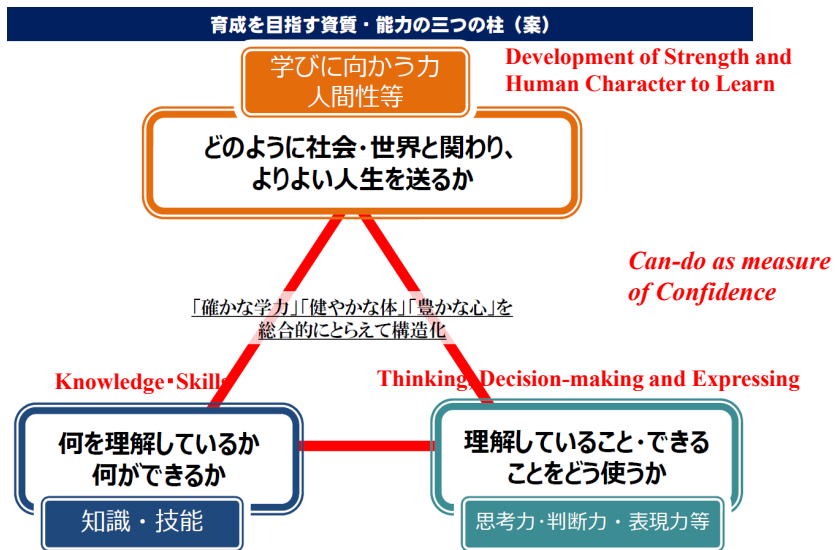 育成を目指す資質・能力の三つの柱（案）
学びに向かう力
人間性等
Development of Strength and
Human Character to Learn
どのように社会・世界と関わり、
よりよい人生を送るか
Can-do as measure
of Confidence
「確かな学力」「健やかな体」「豊かな心」を
総合的にとらえて構造化
Knowledge・Skills
Thinking, Decision-making and Expressing
何を理解しているか
何ができるか
知識・技能
理解していること・できる
ことをどう使うか
思考力・判断力・表現力等